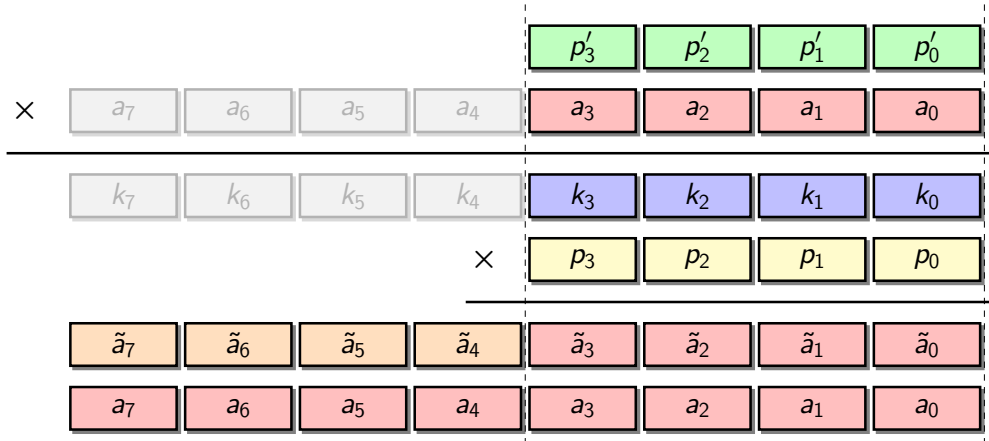 p′₃ p′₂ p′₁ p′₀
× a₇ a₆ a₅ a₄ a₃ a₂ a₁ a₀
k₇ k₆ k₅ k₄ k₃ k₂ k₁ k₀
× p₃ p₂ p₁ p₀
ã₇ ã₆ ã₅ ã₄ ã₃ ã₂ ã₁ ã₀
a₇ a₆ a₅ a₄ a₃ a₂ a₁ a₀